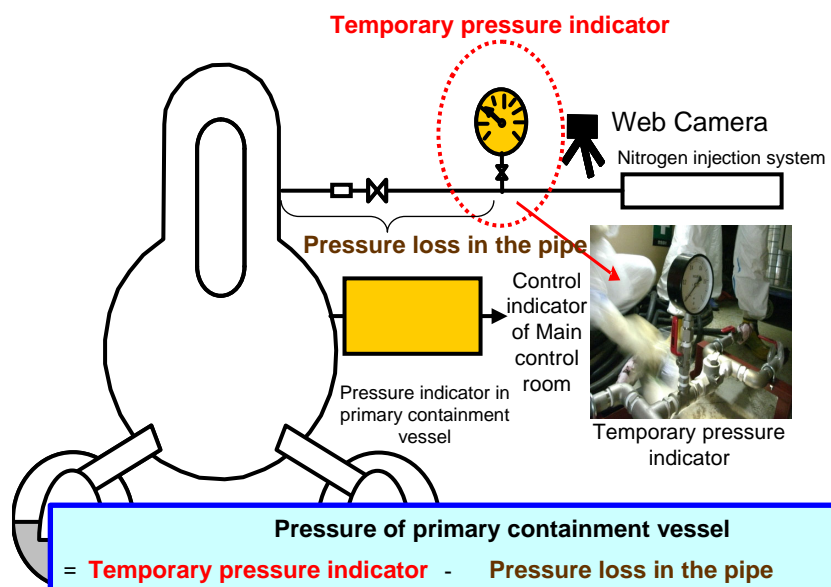 Temporary pressure indicator
Web Camera
Nitrogen injection system
Pressure loss in the pipe
Control
indicator
of Main
control
room
Pressure indicator in
primary containment
vessel
Temporary pressure
indicator
Pressure of primary containment vessel
= Temporary pressure indicator - Pressure loss in the pipe